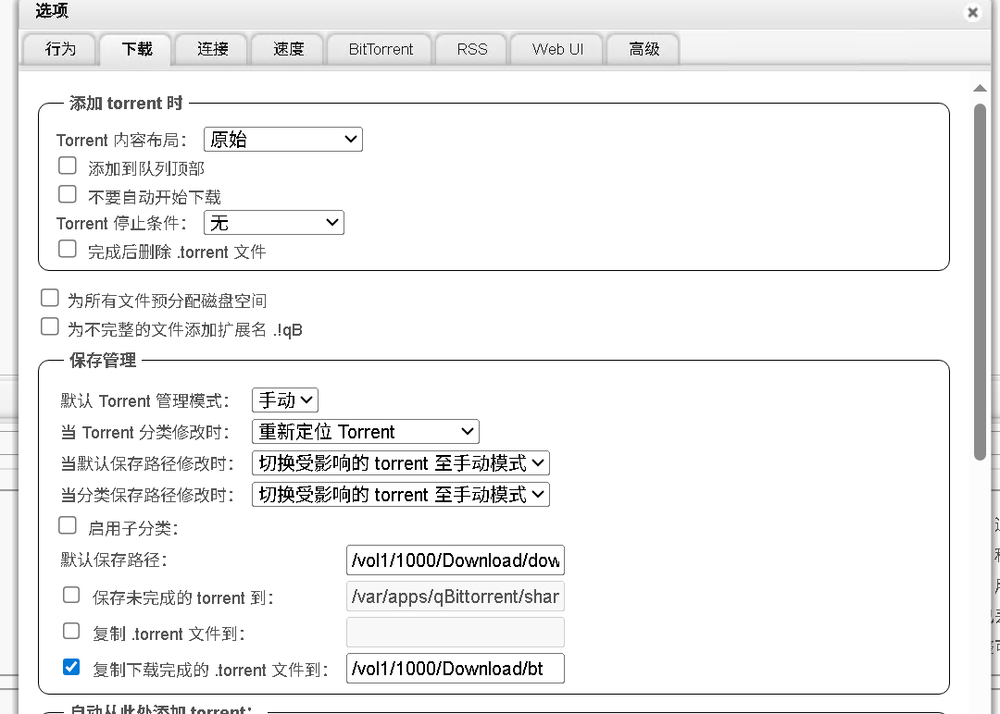 选项
行为 下载 连接 速度 BitTorrent RSS Web UI 高级
添加 torrent 时
Torrent 内容布局： 原始
添加到队列顶部
不要自动开始下载
Torrent 停止条件： 无
完成后删除 .torrent 文件
为所有文件预分配磁盘空间
为不完整的文件添加扩展名 .!qB
保存管理
默认 Torrent 管理模式： 手动
当 Torrent 分类修改时： 重新定位 Torrent
当默认保存路径修改时： 切换受影响的 torrent 至手动模式
当分类保存路径修改时： 切换受影响的 torrent 至手动模式
启用子分类：
默认保存路径： /vol1/1000/Download/dow
保存未完成的 torrent 到： /var/apps/qBittorrent/shar
复制 .torrent 文件到：
复制下载完成的 .torrent 文件到： /vol1/1000/Download/bt
自动从此处添加 torrent：